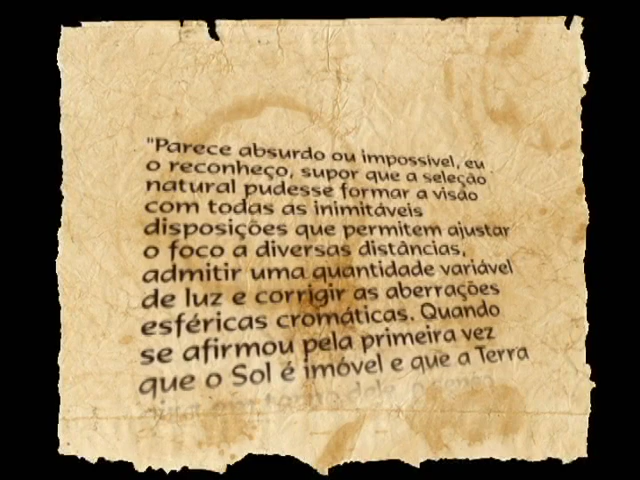 "Parece absurdo ou impossível, eu
o reconheço, supor que a seleção
natural pudesse formar a visão
com todas as inimitáveis
disposições que permitem ajustar
o foco a diversas distâncias,
admitir uma quantidade variável
de luz e corrigir as aberrações
esféricas cromáticas. Quando
se afirmou pela primeira vez
que o Sol é imóvel e que a Terra